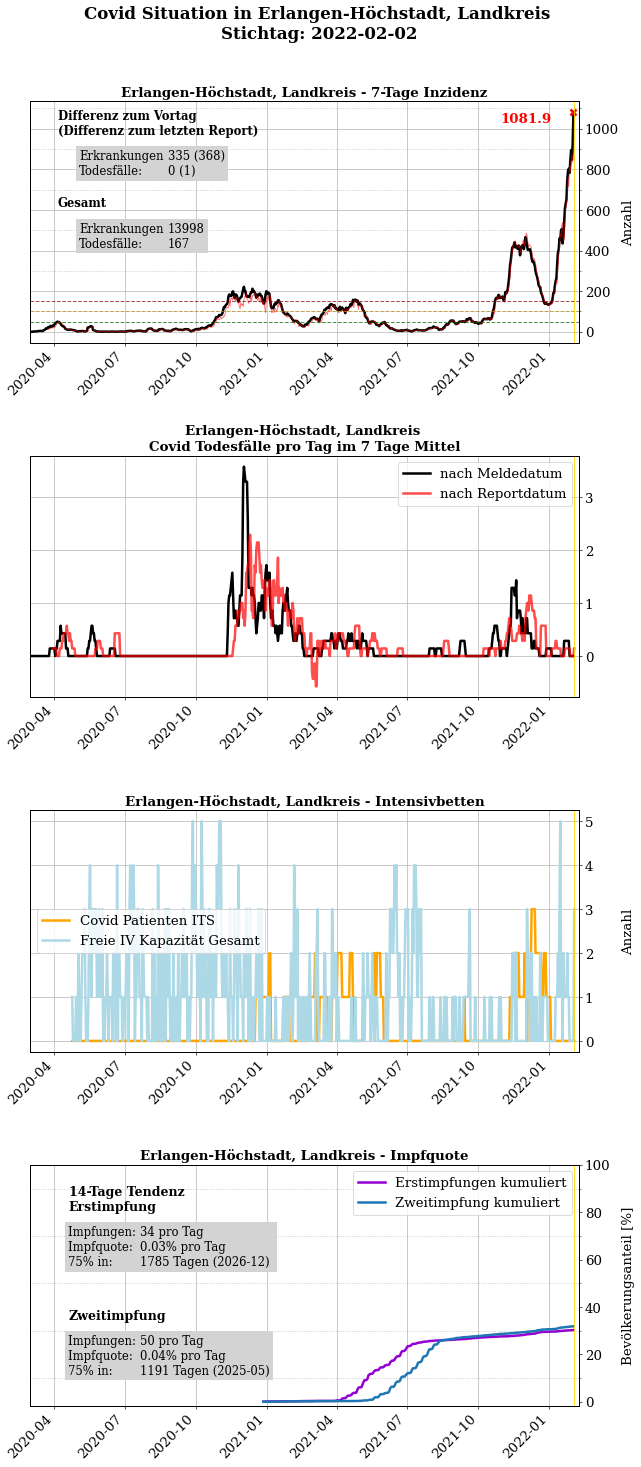 Covid Situation in Erlangen-Höchstadt, Landkreis
Stichtag: 2022-02-02
Erlangen-Höchstadt, Landkreis - 7-Tage Inzidenz
Differenz zum Vortag
(Differenz zum letzten Report)
Erkrankungen 335 (368)
Todesfälle: 0 (1)
Gesamt
Erkrankungen 13998
Todesfälle: 167
1081.9
1000
800
600
400
200
0
Anzahl
2020-04
2020-07
2020-10
2021-01
2021-04
2021-07
2021-10
2022-01
Erlangen-Höchstadt, Landkreis
Covid Todesfälle pro Tag im 7 Tage Mittel
nach Meldedatum
nach Reportdatum
3
2
1
0
2020-04
2020-07
2020-10
2021-01
2021-04
2021-07
2021-10
2022-01
Erlangen-Höchstadt, Landkreis - Intensivbetten
Covid Patienten ITS
Freie IV Kapazität Gesamt
5
4
3
2
1
0
Anzahl
2020-04
2020-07
2020-10
2021-01
2021-04
2021-07
2021-10
2022-01
Erlangen-Höchstadt, Landkreis - Impfquote
14-Tage Tendenz
Erstimpfung
Impfungen: 34 pro Tag
Impfquote: 0.03% pro Tag
75% in: 1785 Tagen (2026-12)
Zweitimpfung
Impfungen: 50 pro Tag
Impfquote: 0.04% pro Tag
75% in: 1191 Tagen (2025-05)
Erstimpfungen kumuliert
Zweitimpfung kumuliert
100
80
60
40
20
0
Bevölkerungsanteil [%]
2020-04
2020-07
2020-10
2021-01
2021-04
2021-07
2021-10
2022-01